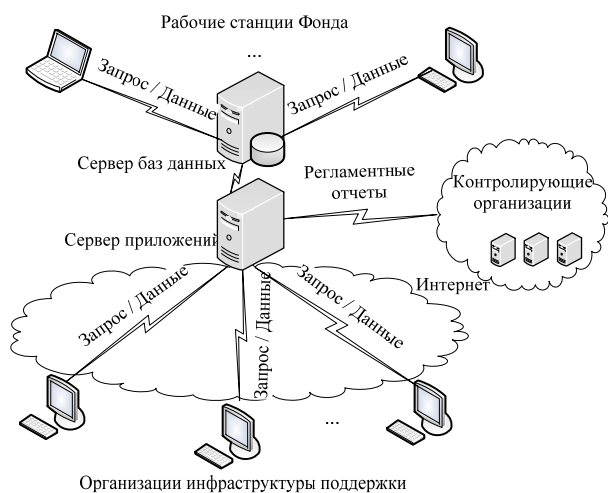 Рабочие станции Фонда
...
Запрос / Данные
Запрос / Данные
Сервер баз данных
Регламентные
отчеты
Контролирующие
организации
Сервер приложений
Интернет
Запрос / Данные
Запрос / Данные
Запрос / Данные
...
Организации инфраструктуры поддержки